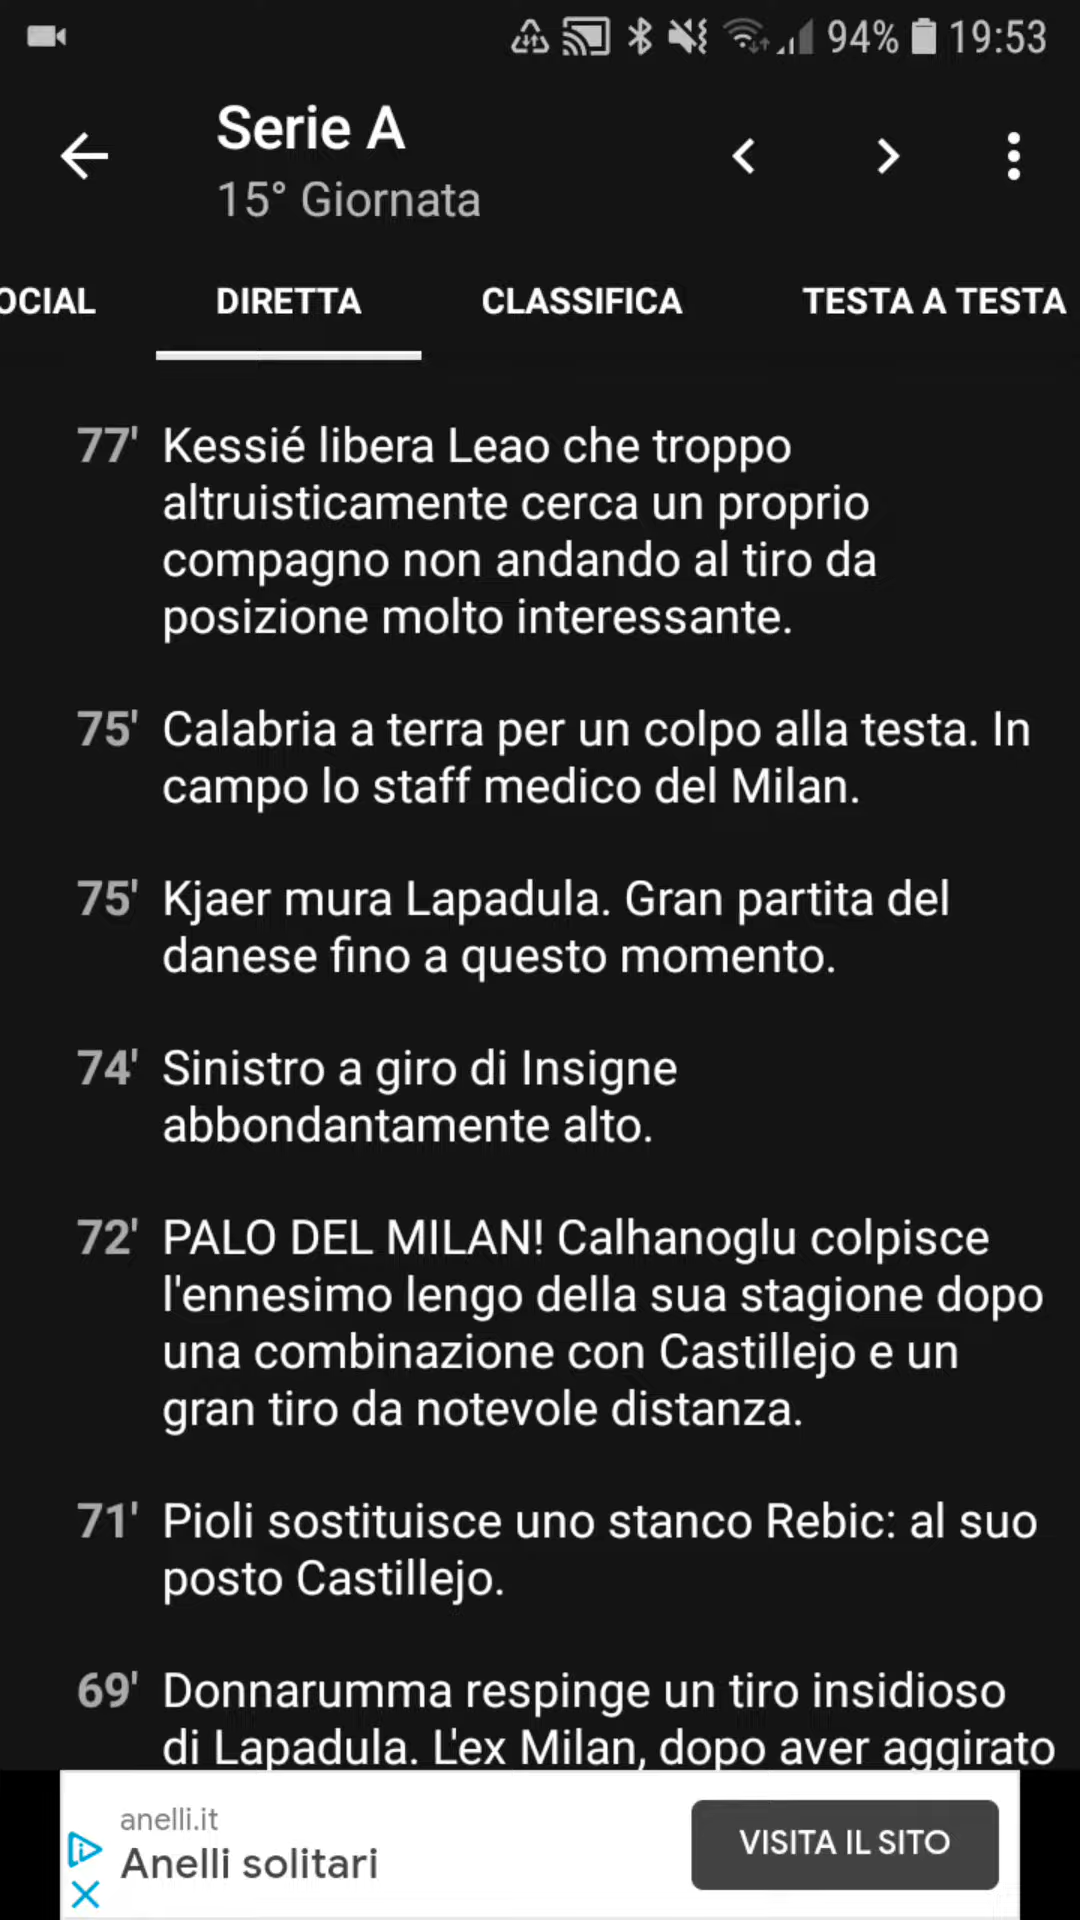 94% 19:53
Serie A
15° Giornata
OCIAL DIRETTA CLASSIFICA TESTA A TESTA
77' Kessié libera Leao che troppo
altruisticamente cerca un proprio
compagno non andando al tiro da
posizione molto interessante.
75' Calabria a terra per un colpo alla testa. In
campo lo staff medico del Milan.
75' Kjaer mura Lapadula. Gran partita del
danese fino a questo momento.
74' Sinistro a giro di Insigne
abbondantamente alto.
72' PALO DEL MILAN! Calhanoglu colpisce
l'ennesimo lengo della sua stagione dopo
una combinazione con Castillejo e un
gran tiro da notevole distanza.
71' Pioli sostituisce uno stanco Rebic: al suo
posto Castillejo.
69' Donnarumma respinge un tiro insidioso
di Lapadula. L'ex Milan, dopo aver aggirato
anelli.it
Anelli solitari
VISITA IL SITO